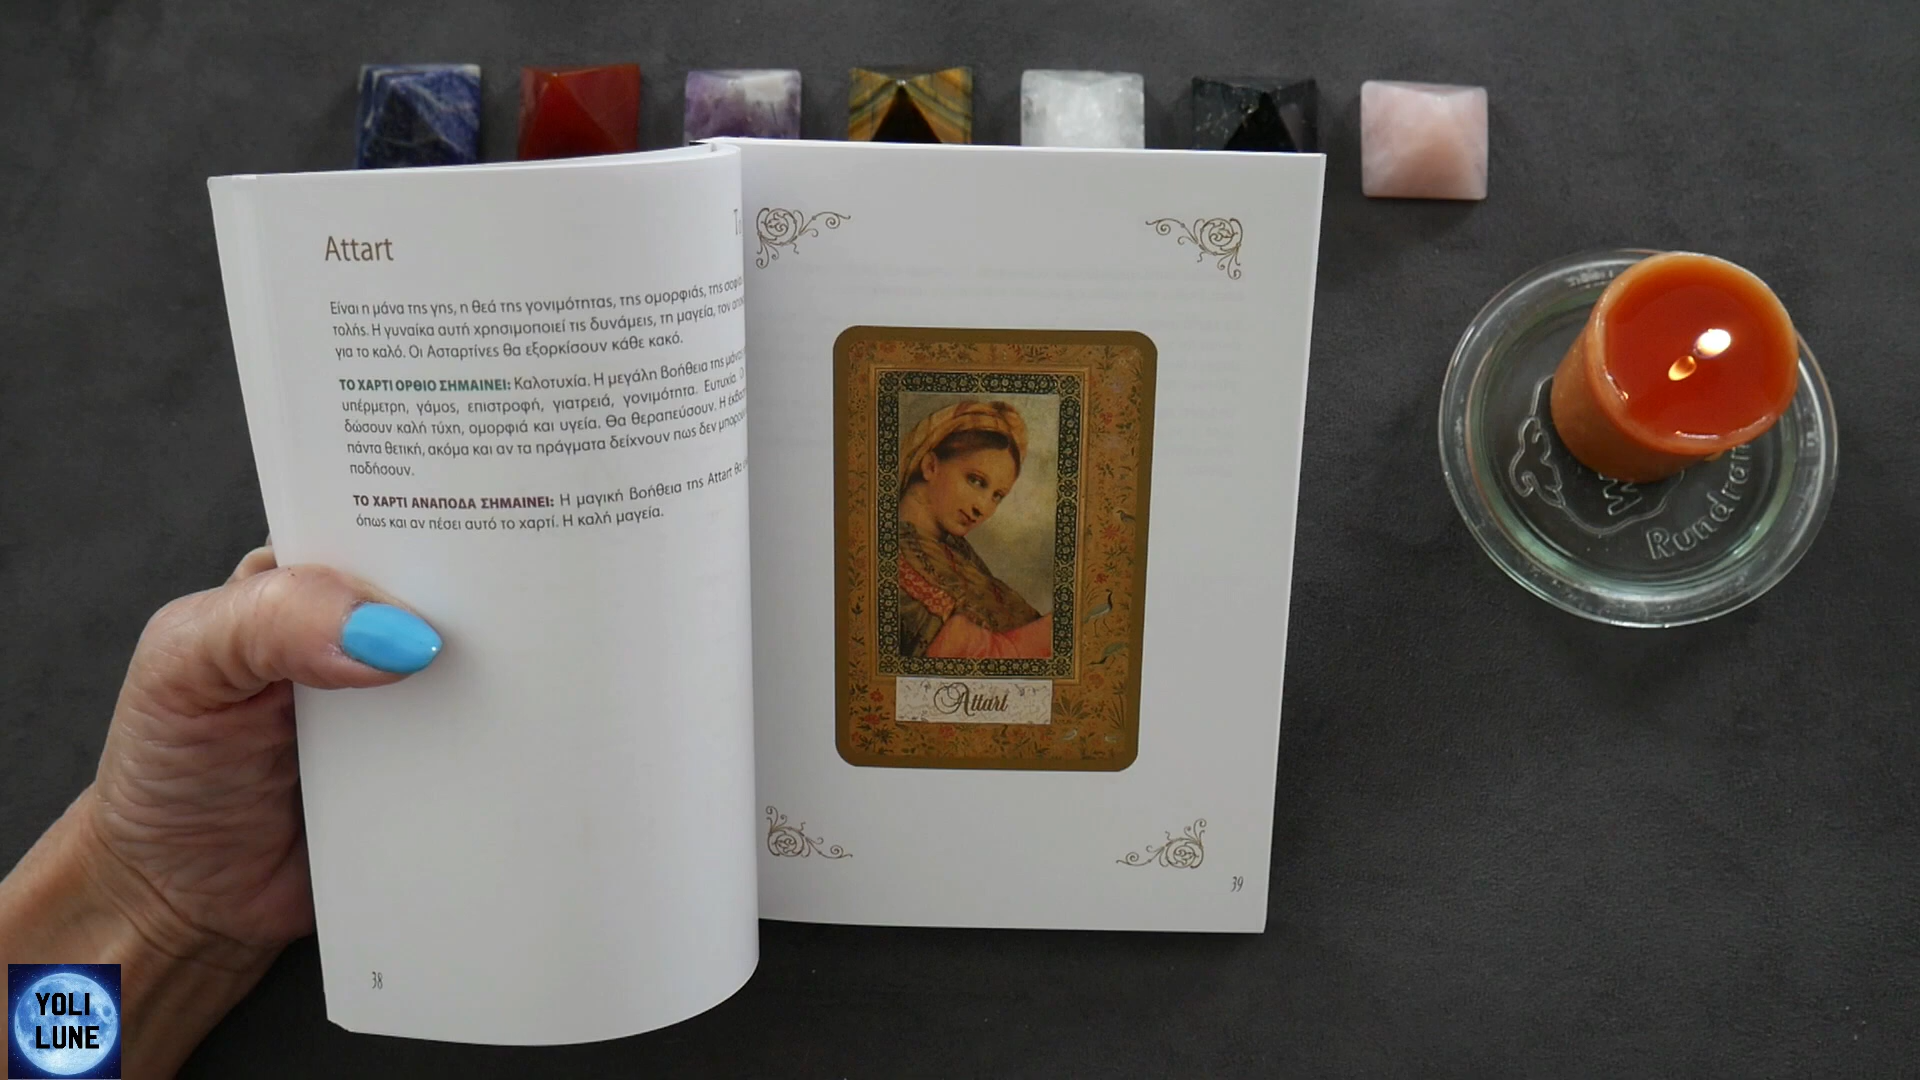 Attart
Είναι η μάνα της γης, η θεά της γονιμότητας, της ομορφιάς, της
τολής. Η γυναίκα αυτή χρησιμοποιεί τις δυνάμεις, τη μαγεία, τον
για το καλό. Οι Ασταρτίνες θα εξορκίσουν κάθε κακό.
ΤΟ ΧΑΡΤΙ ΟΡΘΙΟ ΣΗΜΑΙΝΕΙ: Καλοτυχία. Η μεγάλη βοήθεια της
υπέρμετρη, γάμος, επιστροφή, γιατρειά, γονιμότητα. Ευτυχία.
δώσουν καλή τύχη, ομορφιά και υγεία. Θα θεραπεύσουν. Η
πάντα θετική, ακόμα και αν τα πράγματα δείχνουν πως δεν
ποδήσουν.
ΤΟ ΧΑΡΤΙ ΑΝΑΠΟΔΑ ΣΗΜΑΙΝΕΙ: Η μαγική βοήθεια της Attart θα
όπως και αν πέσει αυτό το χαρτί. Η καλή μαγεία.
38
Attart
39
Rundram
YOLI
LUNE